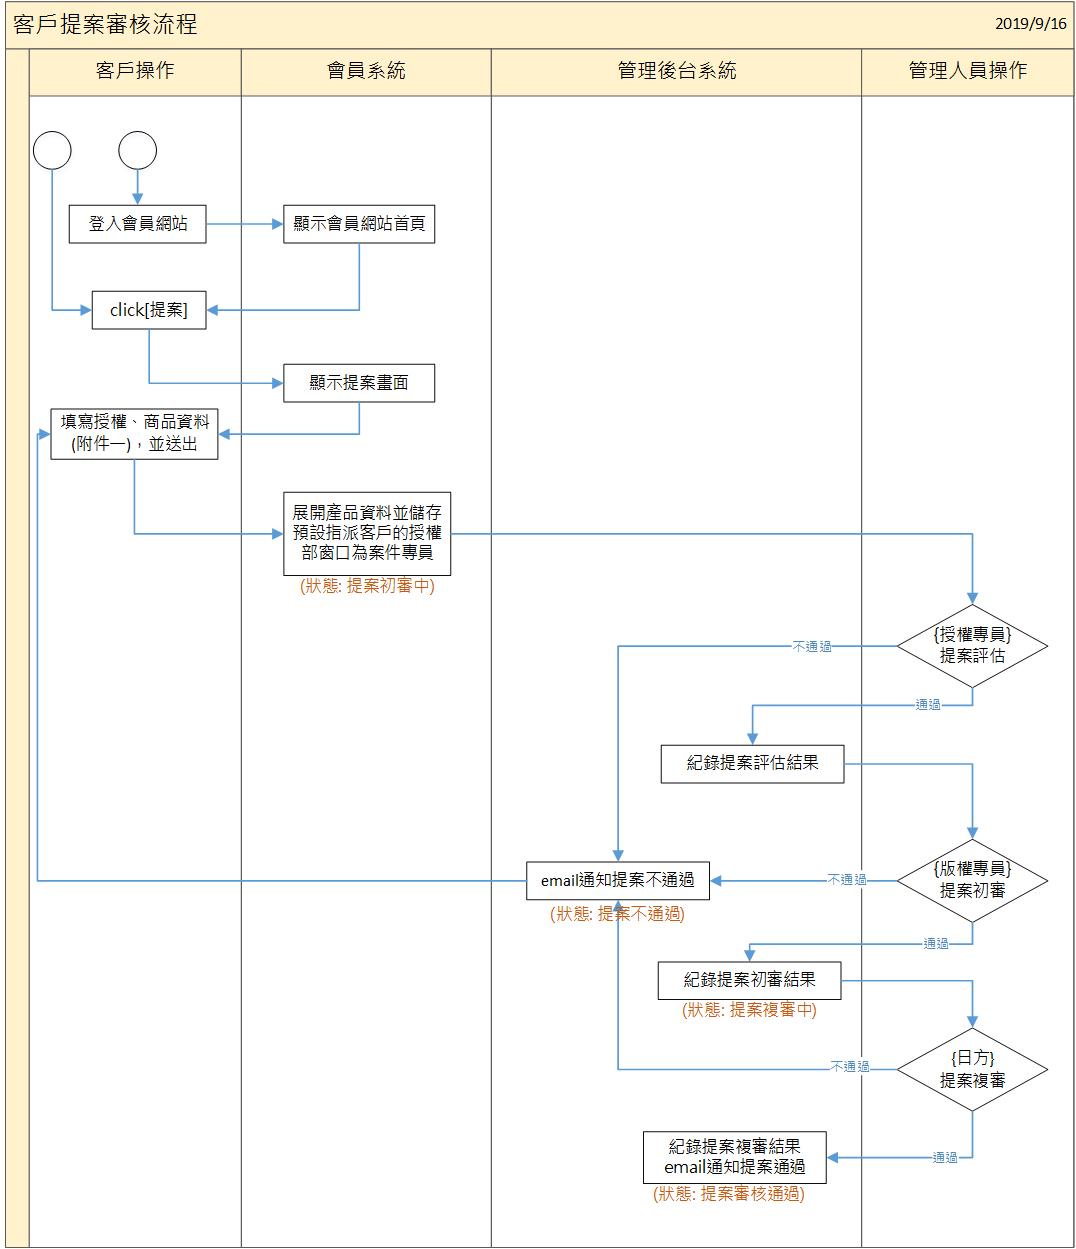 客戶提案審核流程
2019/9/16
客戶操作
會員系統
管理後台系統
管理人員操作
登入會員網站
顯示會員網站首頁
click[提案]
顯示提案畫面
填寫授權、商品資料
(附件一)，並送出
展開產品資料並儲存
預設指派客戶的授權
部窗口為案件專員
(狀態: 提案初審中)
{授權專員}
提案評估
不通過
通過
紀錄提案評估結果
{版權專員}
提案初審
不通過
email通知提案不通過
(狀態: 提案不通過)
通過
紀錄提案初審結果
(狀態: 提案複審中)
{日方}
提案複審
不通過
通過
紀錄提案複審結果
email通知提案通過
(狀態: 提案審核通過)